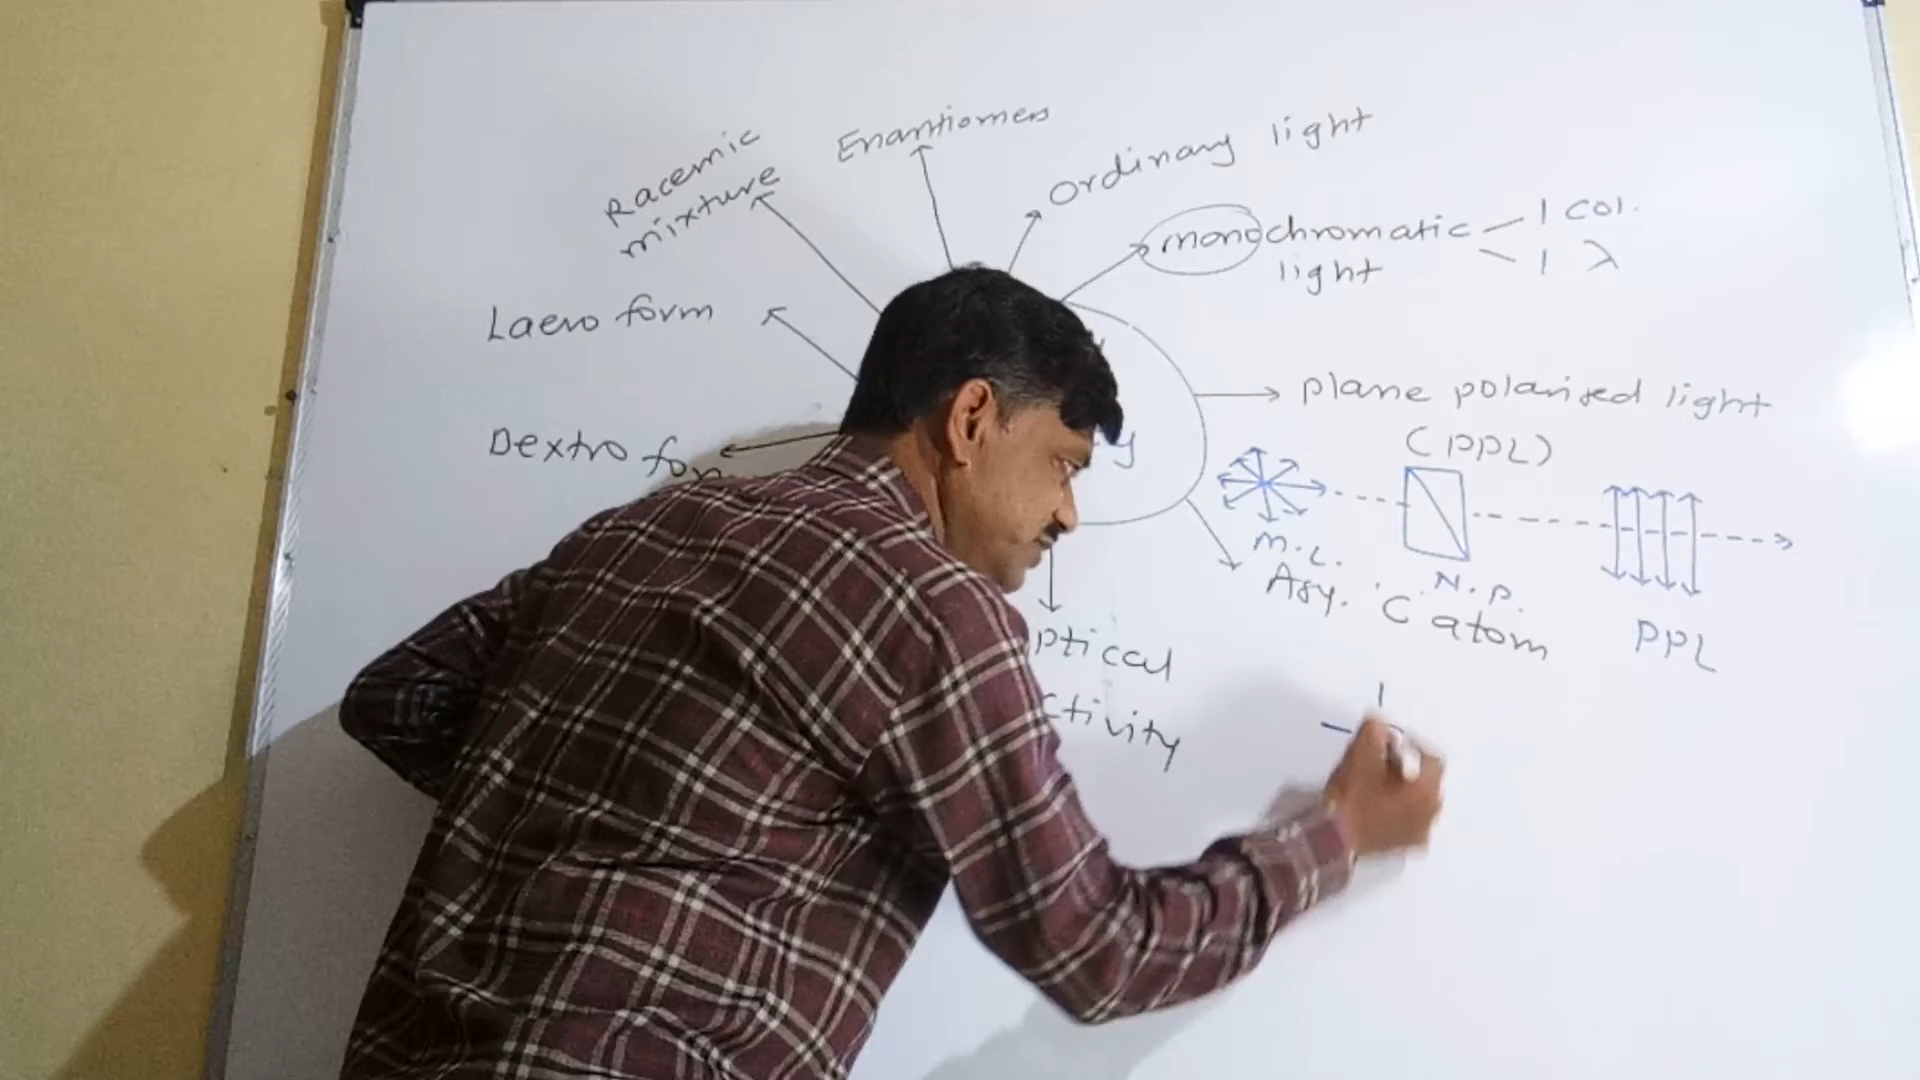 Enantiomers
Ordinary light
Racemic
mixture
monochromatic
light
1 Col.
1 λ
Laevo form
plane polarised light
(PPL)
Dextro for
M.L.
N.P.
PPL
Asy. 'C' atom
ptical
ctivity